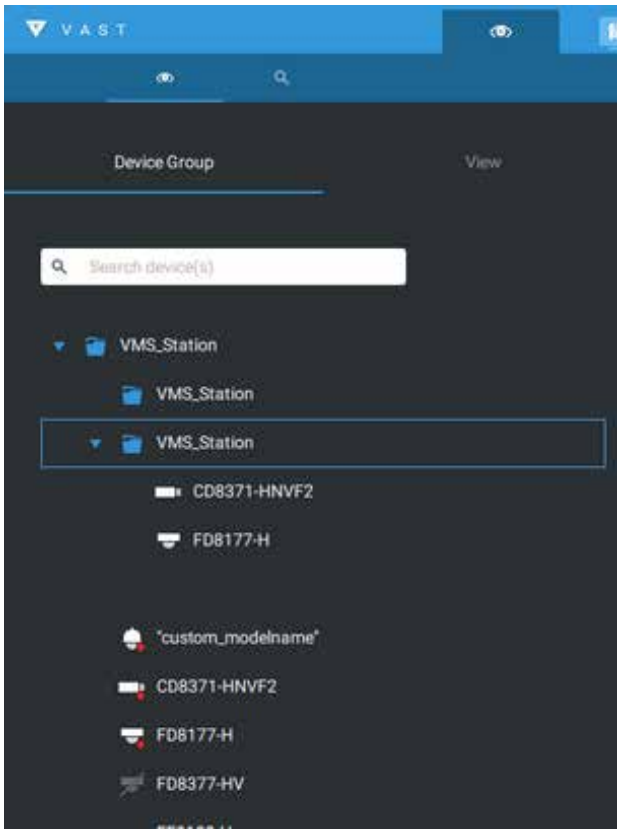 VAST
Device Group
View
Search device(s)
VMS_Station
VMS_Station
VMS_Station
CD8371-HNVF2
FD8177-H
"custom_modelname"
CD8371-HNVF2
FD8177-H
FD8377-HV